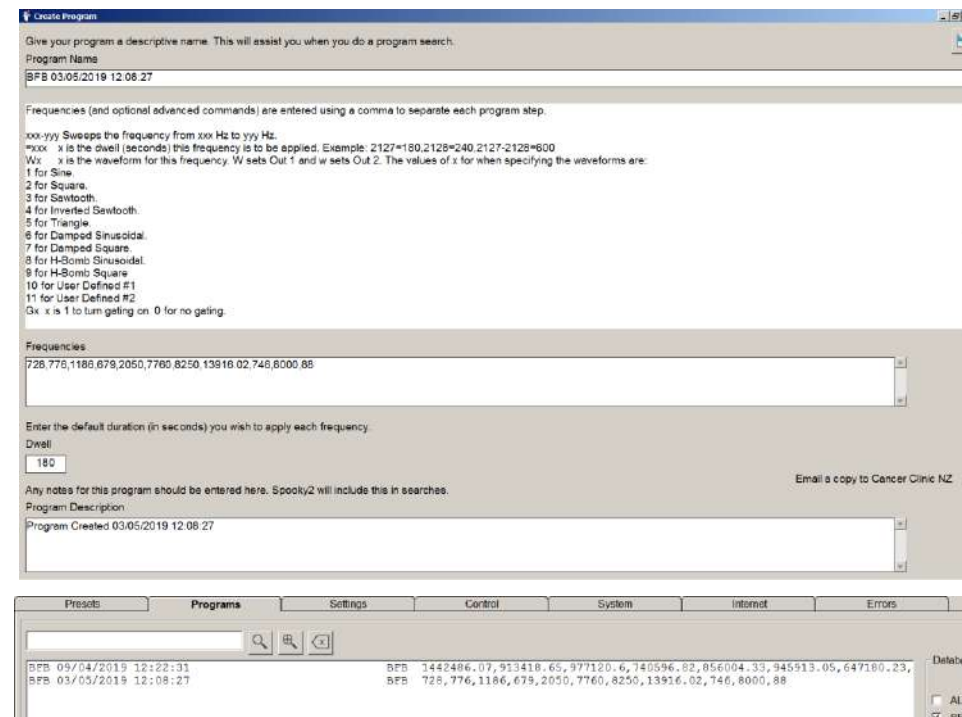 Create Program
Give your program a descriptive name. This will assist you when you do a program search.
Program Name
BFB 03/05/2019 12:08:27
Frequencies (and optional advanced commands) are entered using a comma to separate each program step.
xxx-yyy Sweeps the frequency from xxx Hz to yyy Hz.
=xxx x is the dwell (seconds) this frequency is to be applied. Example: 2127=180,2128=240,2127-2128=600
Wx x is the waveform for this frequency. W sets Out 1 and w sets Out 2. The values of x for when specifying the waveforms are:
1 for Sine.
2 for Square.
3 for Sawtooth.
4 for Inverted Sawtooth.
5 for Triangle.
6 for Damped Sinusoidal.
7 for Damped Square.
8 for H-Bomb Sinusoidal.
9 for H-Bomb Square
10 for User Defined #1
11 for User Defined #2
Gx x is 1 to turn gating on. 0 for no gating.
Frequencies
728,776,1186,679,2050,7760,8250,13916.02,746,8000,88
Enter the default duration (in seconds) you wish to apply each frequency.
Dwell
180
Email a copy to Cancer Clinic NZ
Any notes for this program should be entered here. Spooky2 will include this in searches.
Program Description
Program Created 03/05/2019 12:08:27
Presets Programs Settings Control System Internet Errors
BFB 09/04/2019 12:22:31 BFB 1442486.07,913418.65,977120.6,740596.82,856004.33,945913.05,647180.23,
BFB 03/05/2019 12:08:27 BFB 728,776,1186,679,2050,7760,8250,13916.02,746,8000,88